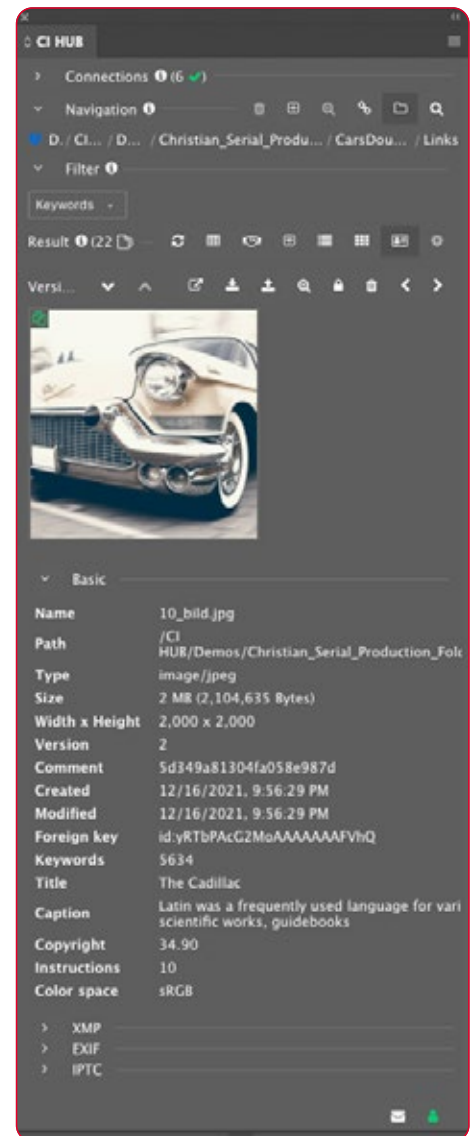 CI HUB
Connections (6 ✓)
Navigation
D. / CI... / D... / Christian_Serial_Produ... / CarsDou... / Links
Filter
Keywords
Result (22
Versi...
Basic
Name 10_bild.jpg
Path /CI
HUB/Demos/Christian_Serial_Production_Folc
Type image/jpeg
Size 2 MB (2,104,635 Bytes)
Width x Height 2,000 x 2,000
Version 2
Comment 5d349a81304fa058e987d
Created 12/16/2021, 9:56:29 PM
Modified 12/16/2021, 9:56:29 PM
Foreign key id:yRTbPAcG2MoAAAAAAAFVhQ
Keywords 5634
Title The Cadillac
Caption Latin was a frequently used language for vari
scientific works, guidebooks
Copyright 34.90
Instructions 10
Color space sRGB
XMP
EXIF
IPTC